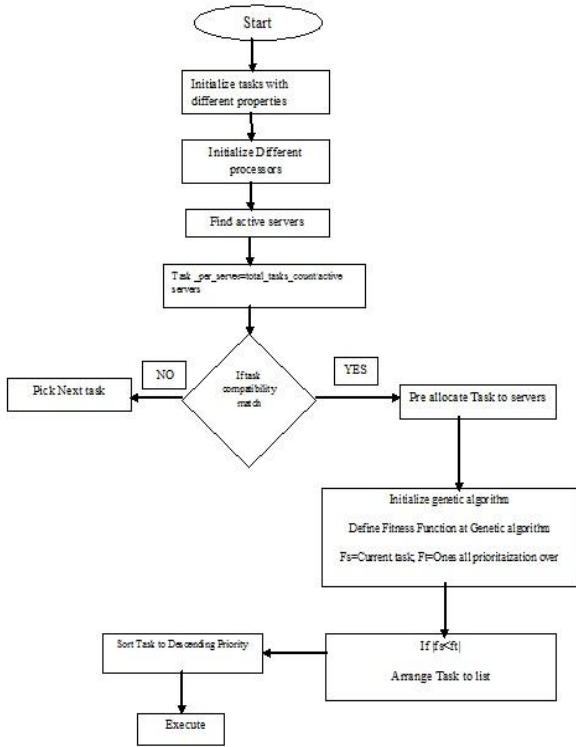 Start
Initialize tasks with
different properties
Initialize Different
processors
Find active servers
Task _per_server=total_tasks_count/active
servers
NO
If task
compatibility
match
YES
Pick Next task
Pre allocate Task to servers
Initialize genetic algorithm
Define Fitness Function at Genetic algorithm
Fs=Current task; Ft=Ones all prioritaization over
If |fs<ft|
Arrange Task to list
Sort Task to Descending Priority
Execute